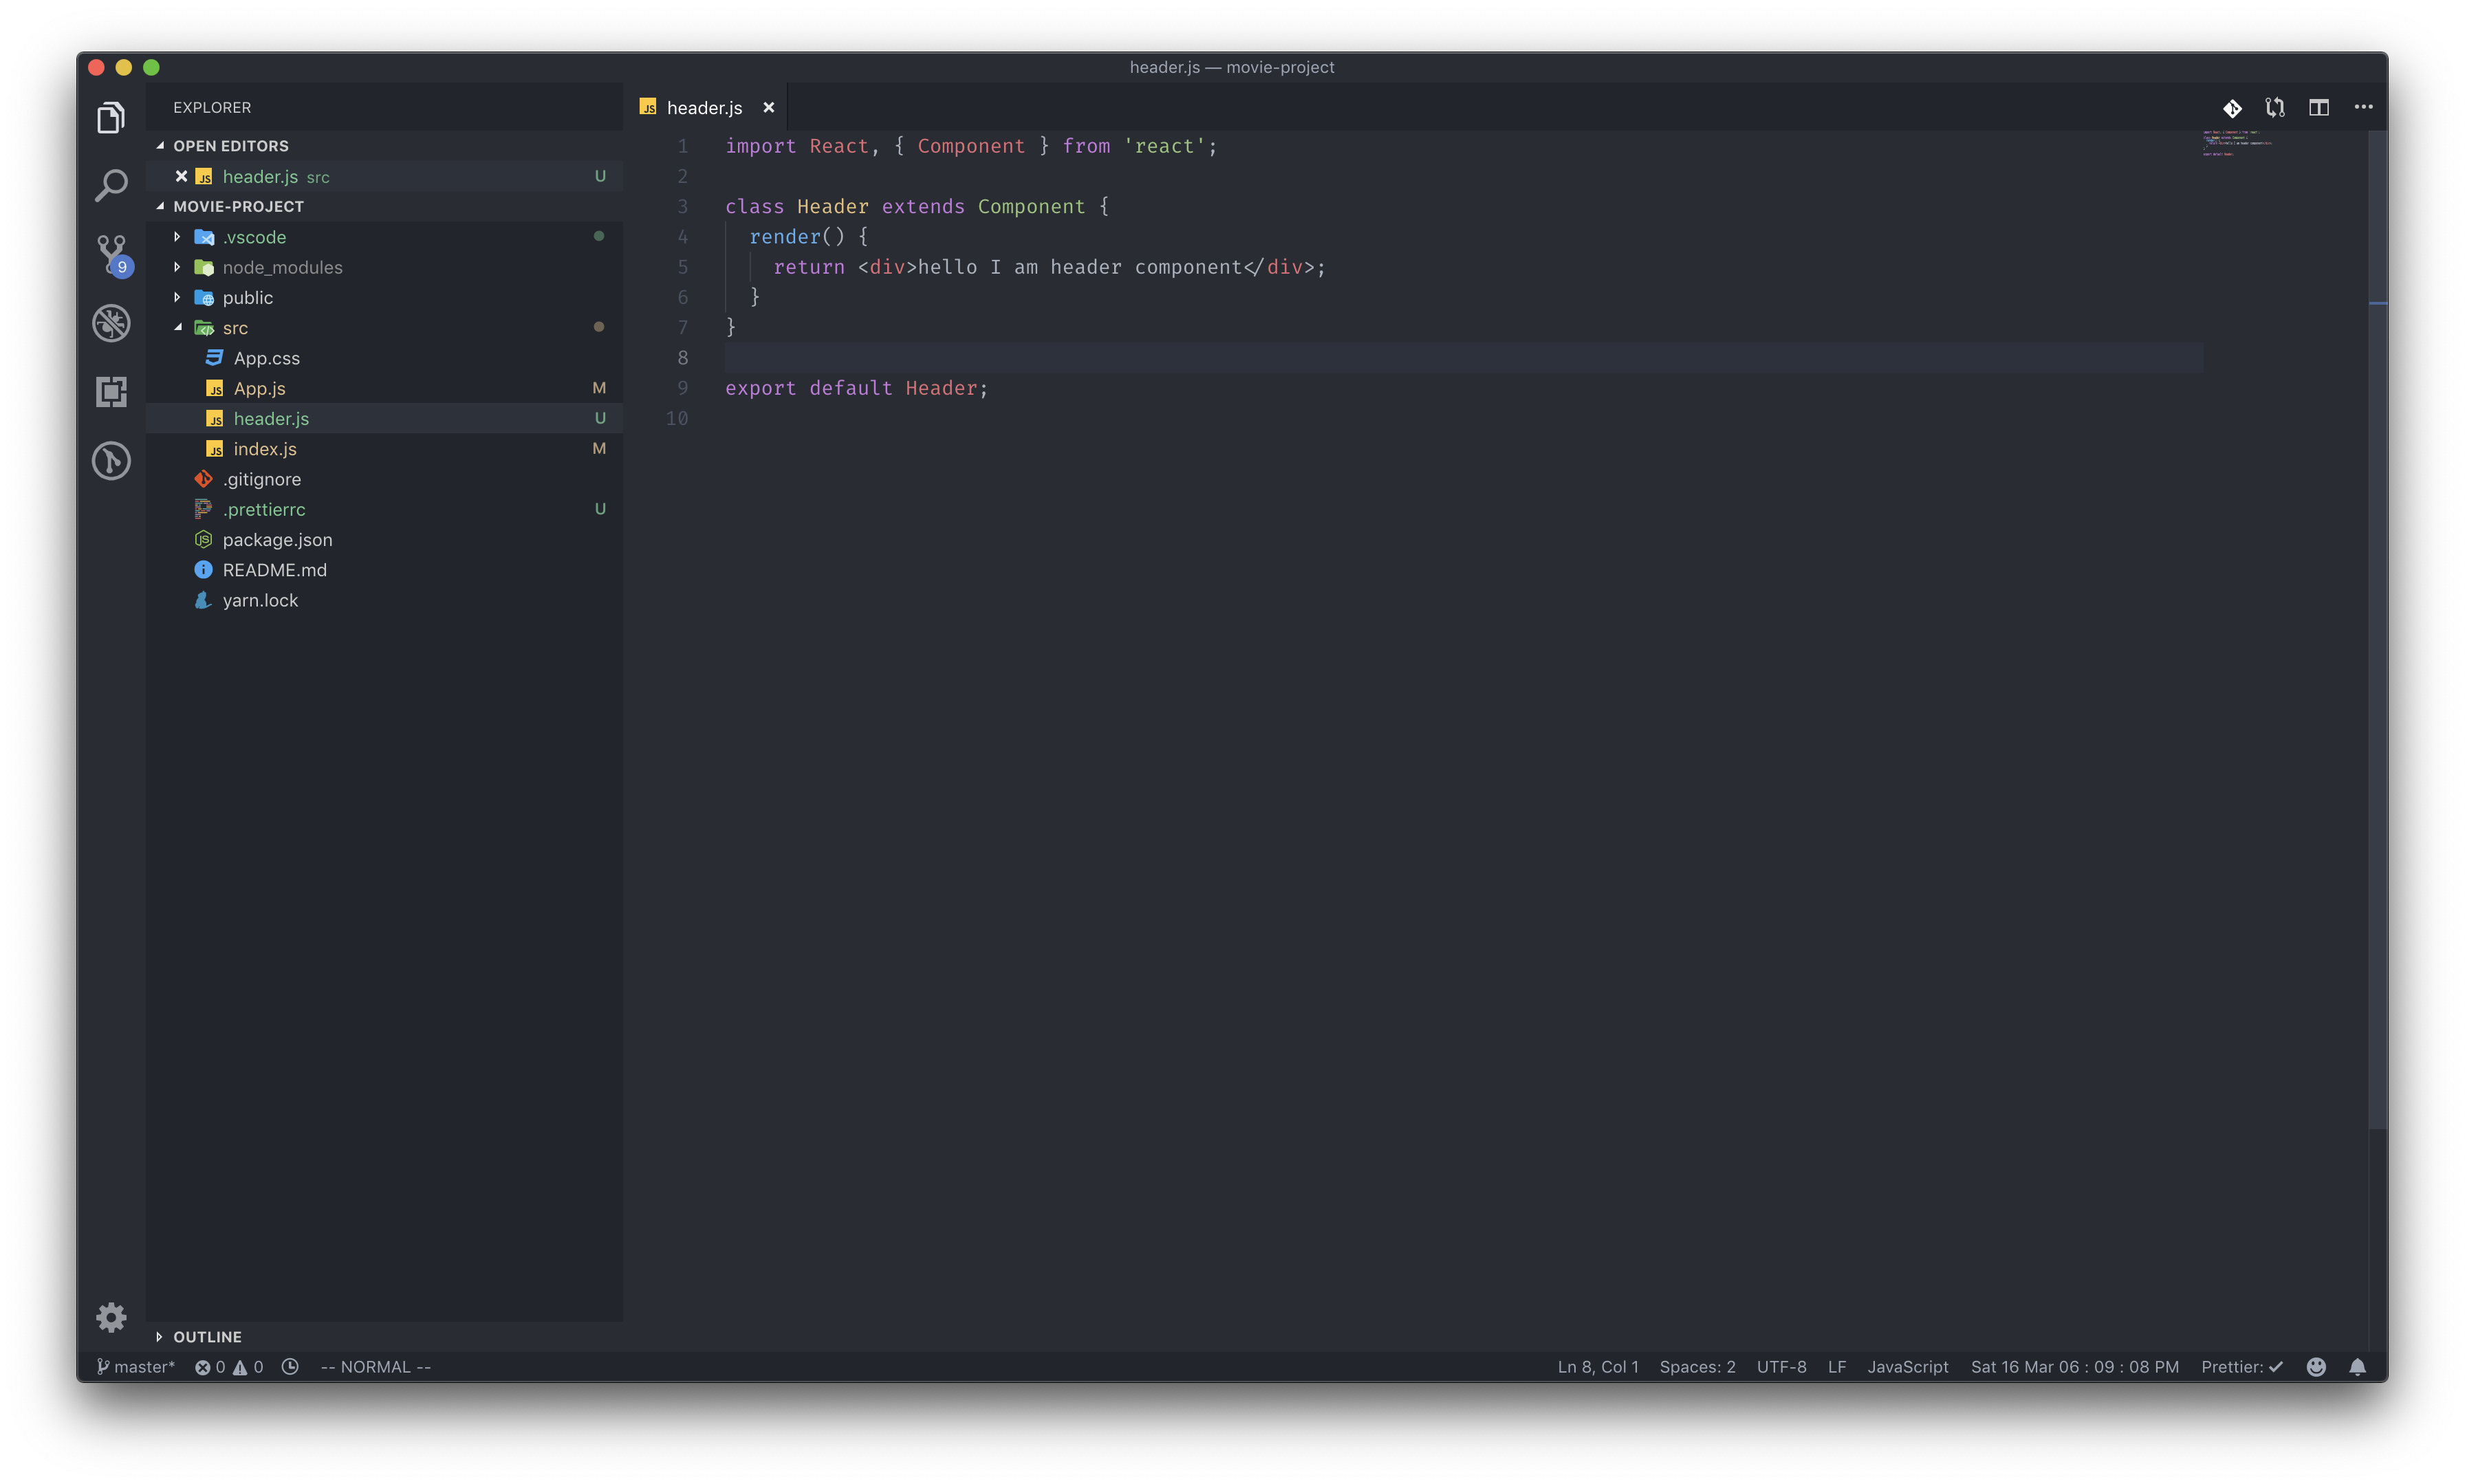 header.js — movie-project
EXPLORER
OPEN EDITORS
header.js src U
MOVIE-PROJECT
.vscode
node_modules
public
src
App.css
App.js M
header.js U
index.js M
.gitignore
.prettierrc U
package.json
README.md
yarn.lock
OUTLINE
9
header.js
1 import React, { Component } from 'react';
2
3 class Header extends Component {
4 render() {
5 return <div>hello I am header component</div>;
6 }
7 }
8
9 export default Header;
10
master* 0 0 -- NORMAL -- Ln 8, Col 1 Spaces: 2 UTF-8 LF JavaScript Sat 16 Mar 06 : 09 : 08 PM Prettier: ✓